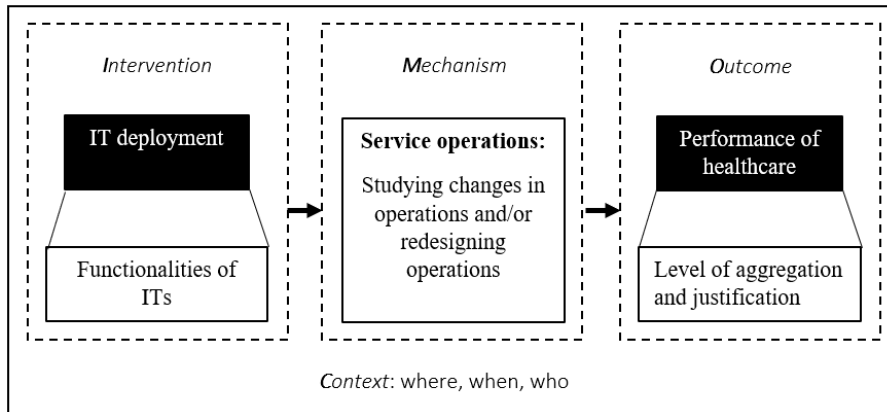 Intervention
IT deployment
Functionalities of
ITs
Mechanism
Service operations:
Studying changes in
operations and/or
redesigning
operations
Outcome
Performance of
healthcare
Level of aggregation
and justification
Context: where, when, who